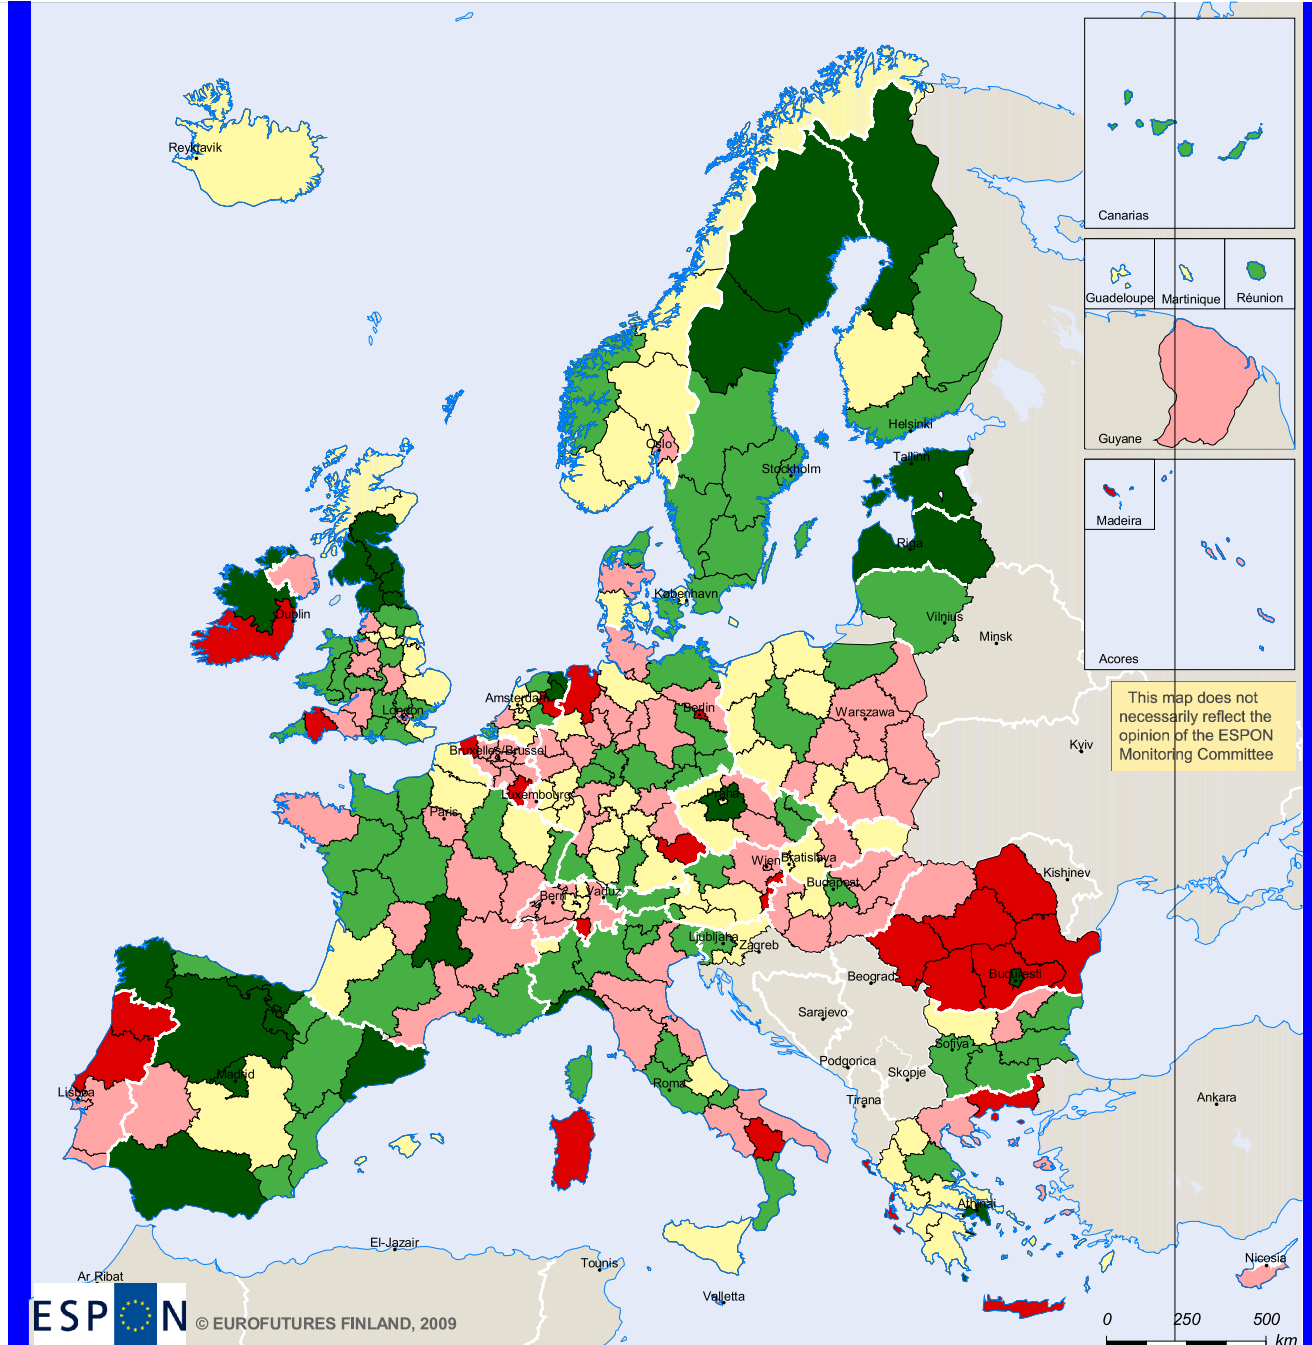 Reykjavik
Canarias
Guadeloupe
Martinique
Réunion
Guyane
Helsinki
Oslo
Tallinn
Stockholm
Madeira
Riga
København
Dublin
Vilnius
Minsk
Acores
Amsterdam
London
Berlin
Warszawa
This map does not
necessarily reflect the
opinion of the ESPON
Monitoring Committee
Kyiv
Bruxelles/Brussel
Luxembourg
Praha
Paris
Wien
Bratislava
Kishinev
Budapest
Bern
Vaduz
Ljubljana
Zagreb
Beograd
Bucuresti
Sarajevo
Sofiya
Podgorica
Skopje
Madrid
Roma
Lisboa
Tirana
Ankara
Athinai
El-Jazair
Tounis
Nicosia
Ar Ribat
Valletta
ESPON
© EUROFUTURES FINLAND, 2009
0 250 500
km